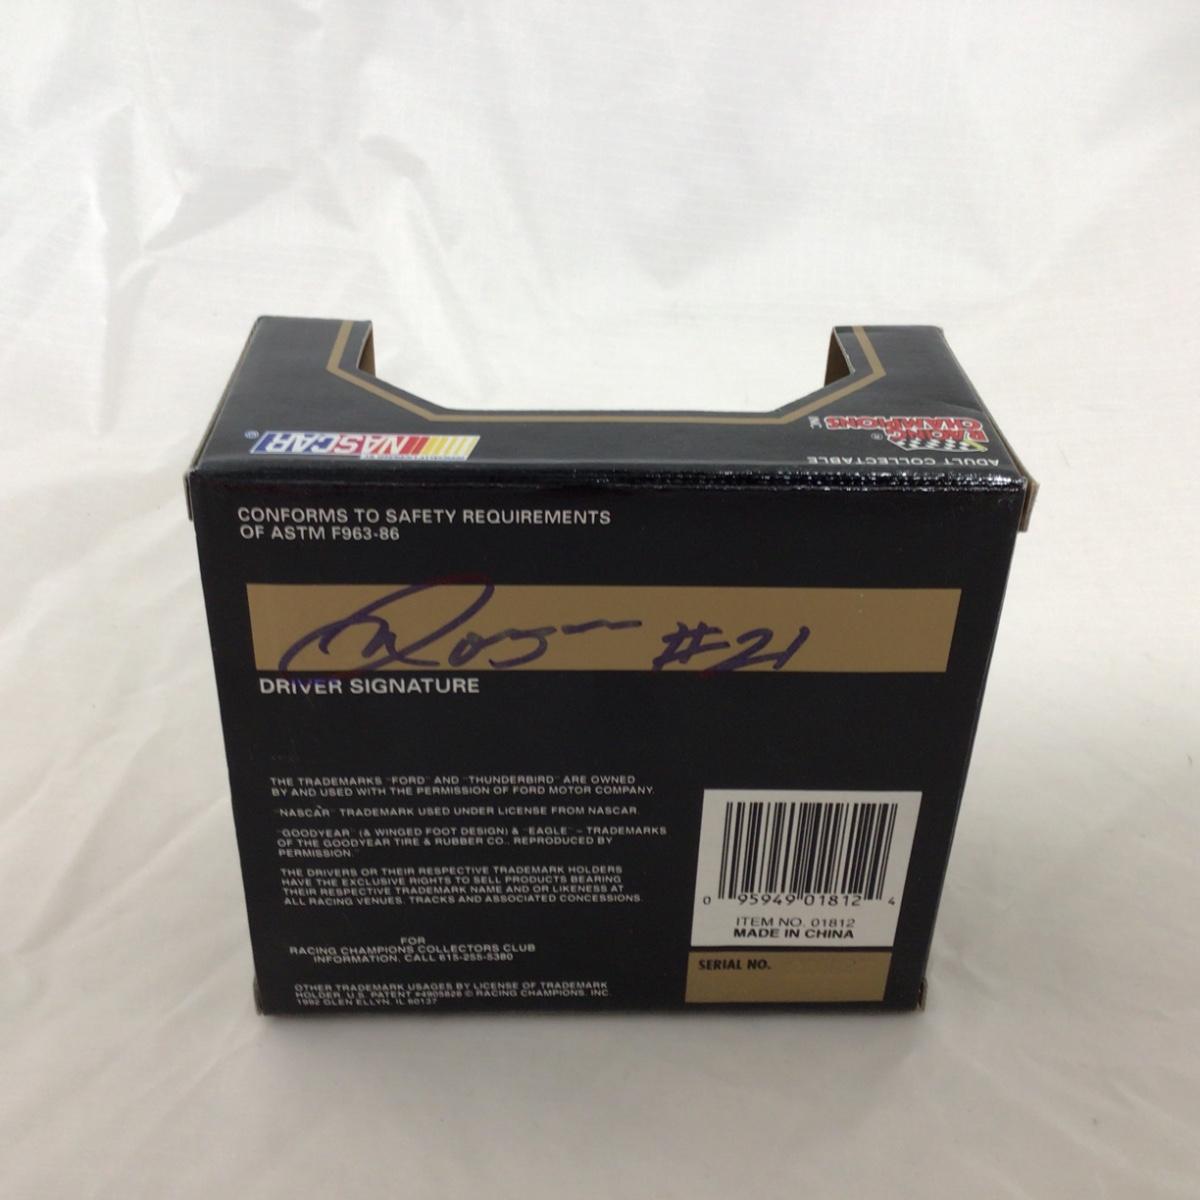 NASCAR
RACING
CHAMPIONS INC.
ADULT COLLECTABLE
CONFORMS TO SAFETY REQUIREMENTS
OF ASTM F963-86
#21
DRIVER SIGNATURE
THE TRADEMARKS "FORD" AND "THUNDERBIRD" ARE OWNED
BY AND USED WITH THE PERMISSION OF FORD MOTOR COMPANY.
"NASCAR" TRADEMARK USED UNDER LICENSE FROM NASCAR.
"GOODYEAR" (& WINGED FOOT DESIGN) & "EAGLE" – TRADEMARKS
OF THE GOODYEAR TIRE & RUBBER CO., REPRODUCED BY
PERMISSION."
THE DRIVERS OR THEIR RESPECTIVE TRADEMARK HOLDERS
HAVE THE EXCLUSIVE RIGHTS TO SELL PRODUCTS BEARING
THEIR RESPECTIVE TRADEMARK NAME AND OR LIKENESS AT
ALL RACING VENUES, TRACKS AND ASSOCIATED CONCESSIONS.
FOR
RACING CHAMPIONS COLLECTORS CLUB
INFORMATION, CALL 615-255-5380
OTHER TRADEMARK USAGES BY LICENSE OF TRADEMARK
HOLDER U.S. PATENT #4905828 © RACING CHAMPIONS, INC.
1992 GLEN ELLYN, IL 60137
0 95949 01812 4
ITEM NO. 01812
MADE IN CHINA
SERIAL NO.